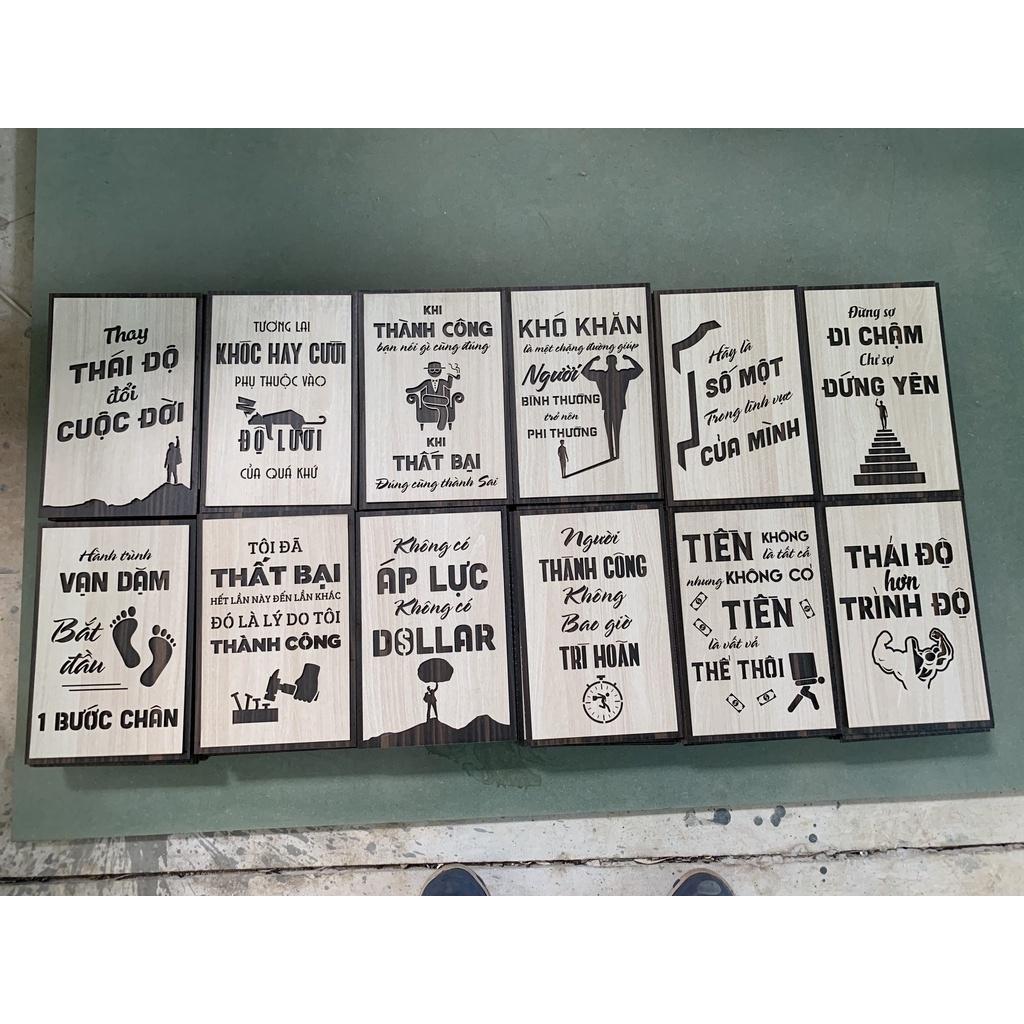 Thay
THÁI ĐỘ
đổi
CUỘC ĐỜI
TƯƠNG LAI
KHÓC HAY CƯỜI
PHỤ THUỘC VÀO
ĐỘ LƯỜI
CỦA QUÁ KHỨ
KHI
THÀNH CÔNG
bạn nói gì cũng đúng
KHI
THẤT BẠI
Đúng cũng thành Sai
KHÓ KHĂN
là một chặng đường giúp
Người
BÌNH THƯỜNG
trở nên
PHI THƯỜNG
Hãy là
SỐ MỘT
Trong lĩnh vực
CỦA MÌNH
Đừng sợ
ĐI CHẬM
Chỉ sợ
ĐỨNG YÊN
Hành trình
VẠN DẶM
Bắt
đầu
1 BƯỚC CHÂN
TÔI ĐÃ
THẤT BẠI
HẾT LẦN NÀY ĐẾN LẦN KHÁC
ĐÓ LÀ LÝ DO TÔI
THÀNH CÔNG
Không có
ÁP LỰC
Không có
D$LLAR
Người
THÀNH CÔNG
Không
Bao giờ
TRÌ HOÃN
TIỀN KHÔNG
là tất cả
nhưng KHÔNG CÓ
TIỀN
là vất vả
THẾ THÔI
THÁI ĐỘ
hơn
TRÌNH ĐỘ